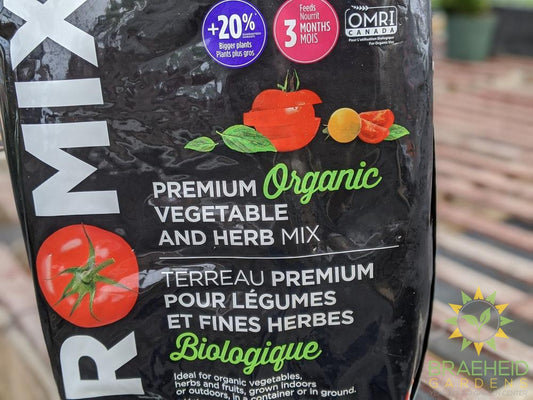 ROMIX
+20%
Bigger plants
Plants plus gros
Feeds
Nourrit
3 MONTHS
MOIS
OMRI
CANADA
PREMIUM Organic
VEGETABLE
AND HERB MIX
TERREAU PREMIUM
POUR LÉGUMES
ET FINES HERBES
Biologique
Ideal for organic vegetables,
herbs and fruits, grown indoors
or outdoors, in a container or in ground.
BRAEHEID
GARDENS